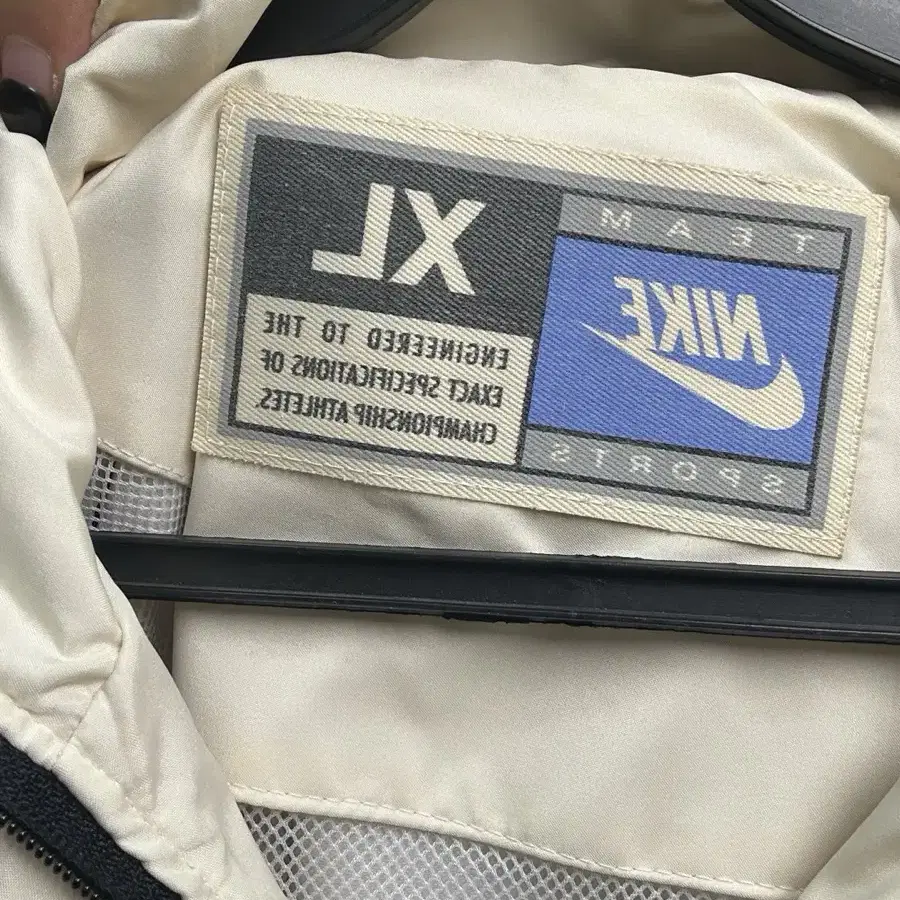 TEAM
NIKE
SPORTS
XL
ENGINEERED TO THE
EXACT SPECIFICATIONS OF
CHAMPIONSHIP ATHLETES.